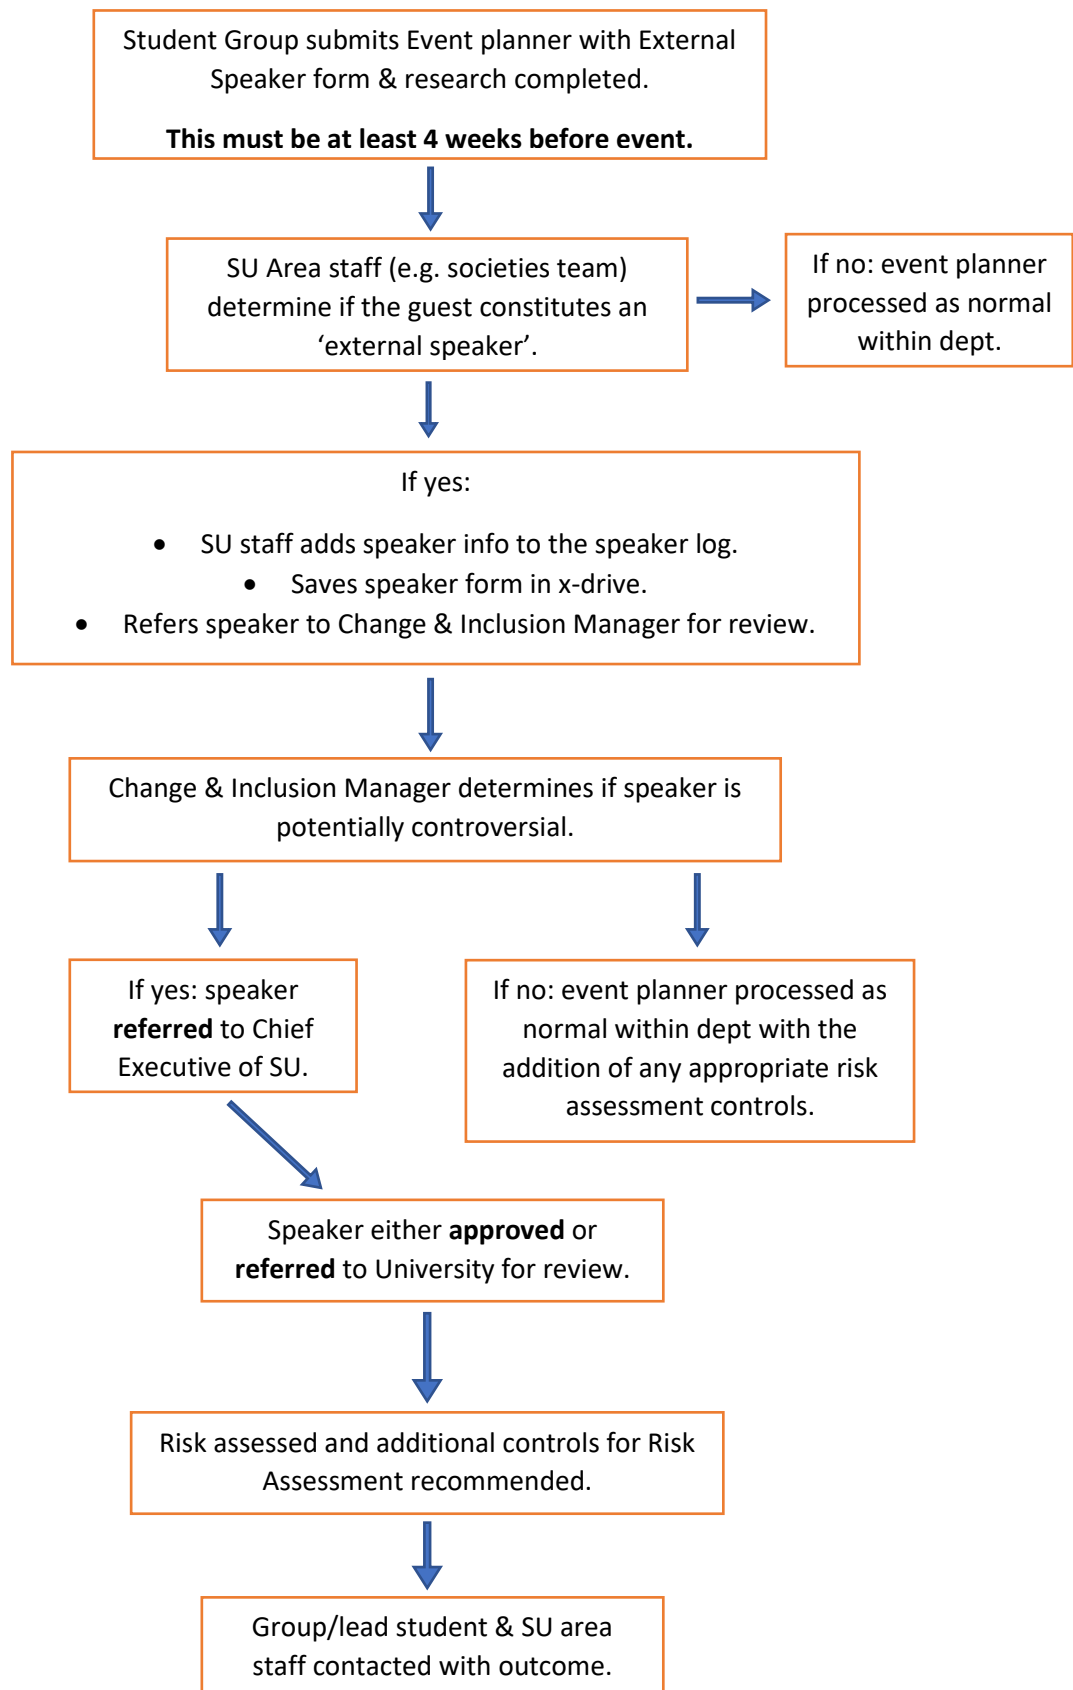 Student Group submits Event planner with External
Speaker form & research completed.
This must be at least 4 weeks before event.
SU Area staff (e.g. societies team)
determine if the guest constitutes an
‘external speaker’.
If no: event planner
processed as normal
within dept.
If yes:
• SU staff adds speaker info to the speaker log.
• Saves speaker form in x-drive.
• Refers speaker to Change & Inclusion Manager for review.
Change & Inclusion Manager determines if speaker is
potentially controversial.
If yes: speaker
referred to Chief
Executive of SU.
If no: event planner processed as
normal within dept with the
addition of any appropriate risk
assessment controls.
Speaker either approved or
referred to University for review.
Risk assessed and additional controls for Risk
Assessment recommended.
Group/lead student & SU area
staff contacted with outcome.